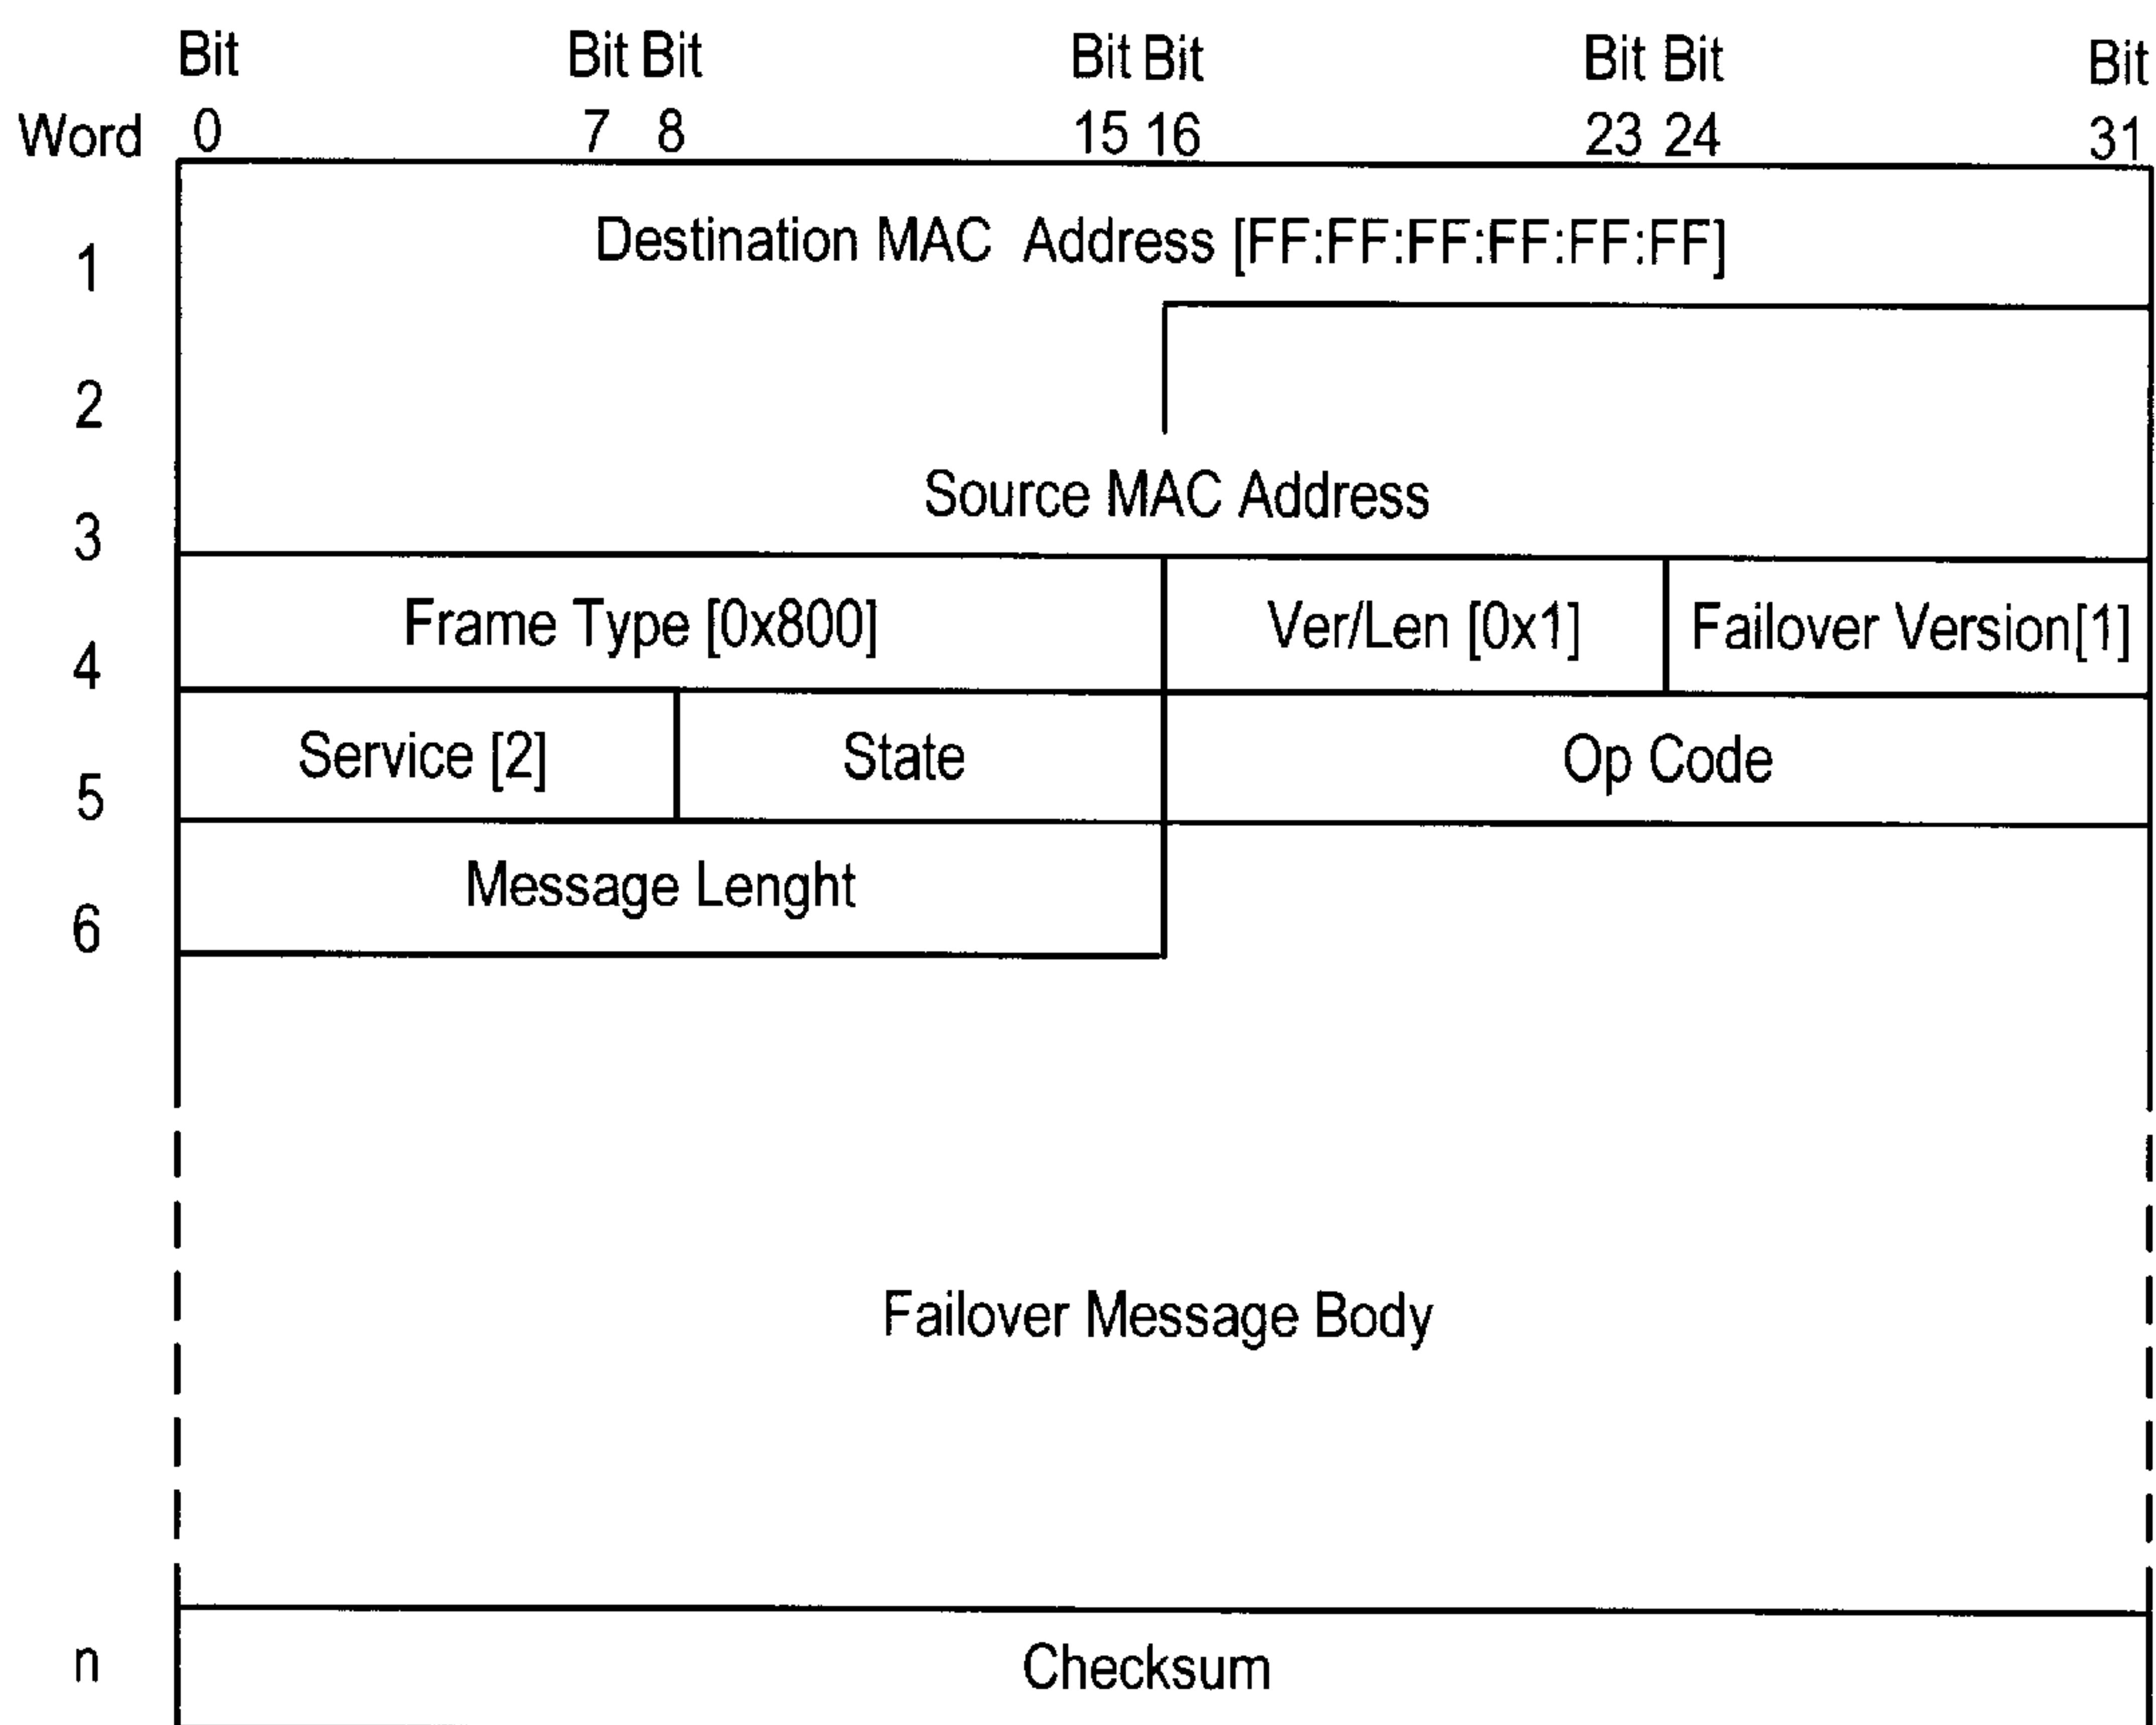 Bit Bit Bit Bit Bit Bit Bit Bit
Word 0 7 8 15 16 23 24 31
1 Destination MAC Address [FF:FF:FF:FF:FF:FF]
2
Source MAC Address
3
Frame Type [0x800] Ver/Len [0x1] Failover Version[1]
4
Service [2] State Op Code
5
Message Lenght
6
Failover Message Body
n Checksum